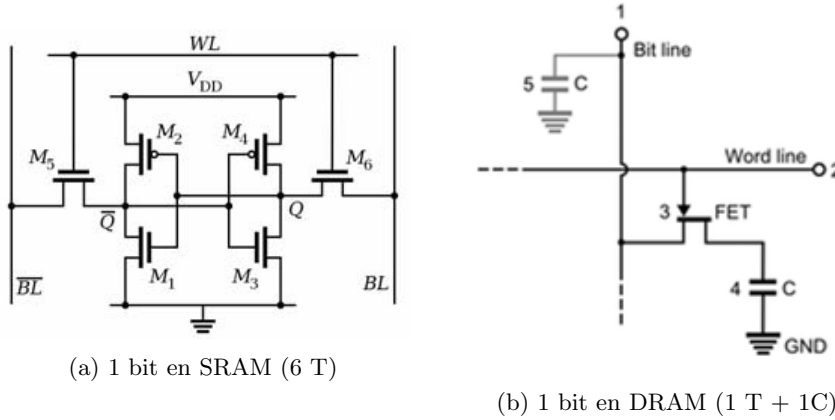 WL
V_DD
M_2
M_4
M_5
M_6
Q̅
Q
M_1
M_3
B̅L̅
BL
(a) 1 bit en SRAM (6 T)
1
Bit line
5 C
Word line
2
3 FET
4 C
GND
(b) 1 bit en DRAM (1 T + 1C)